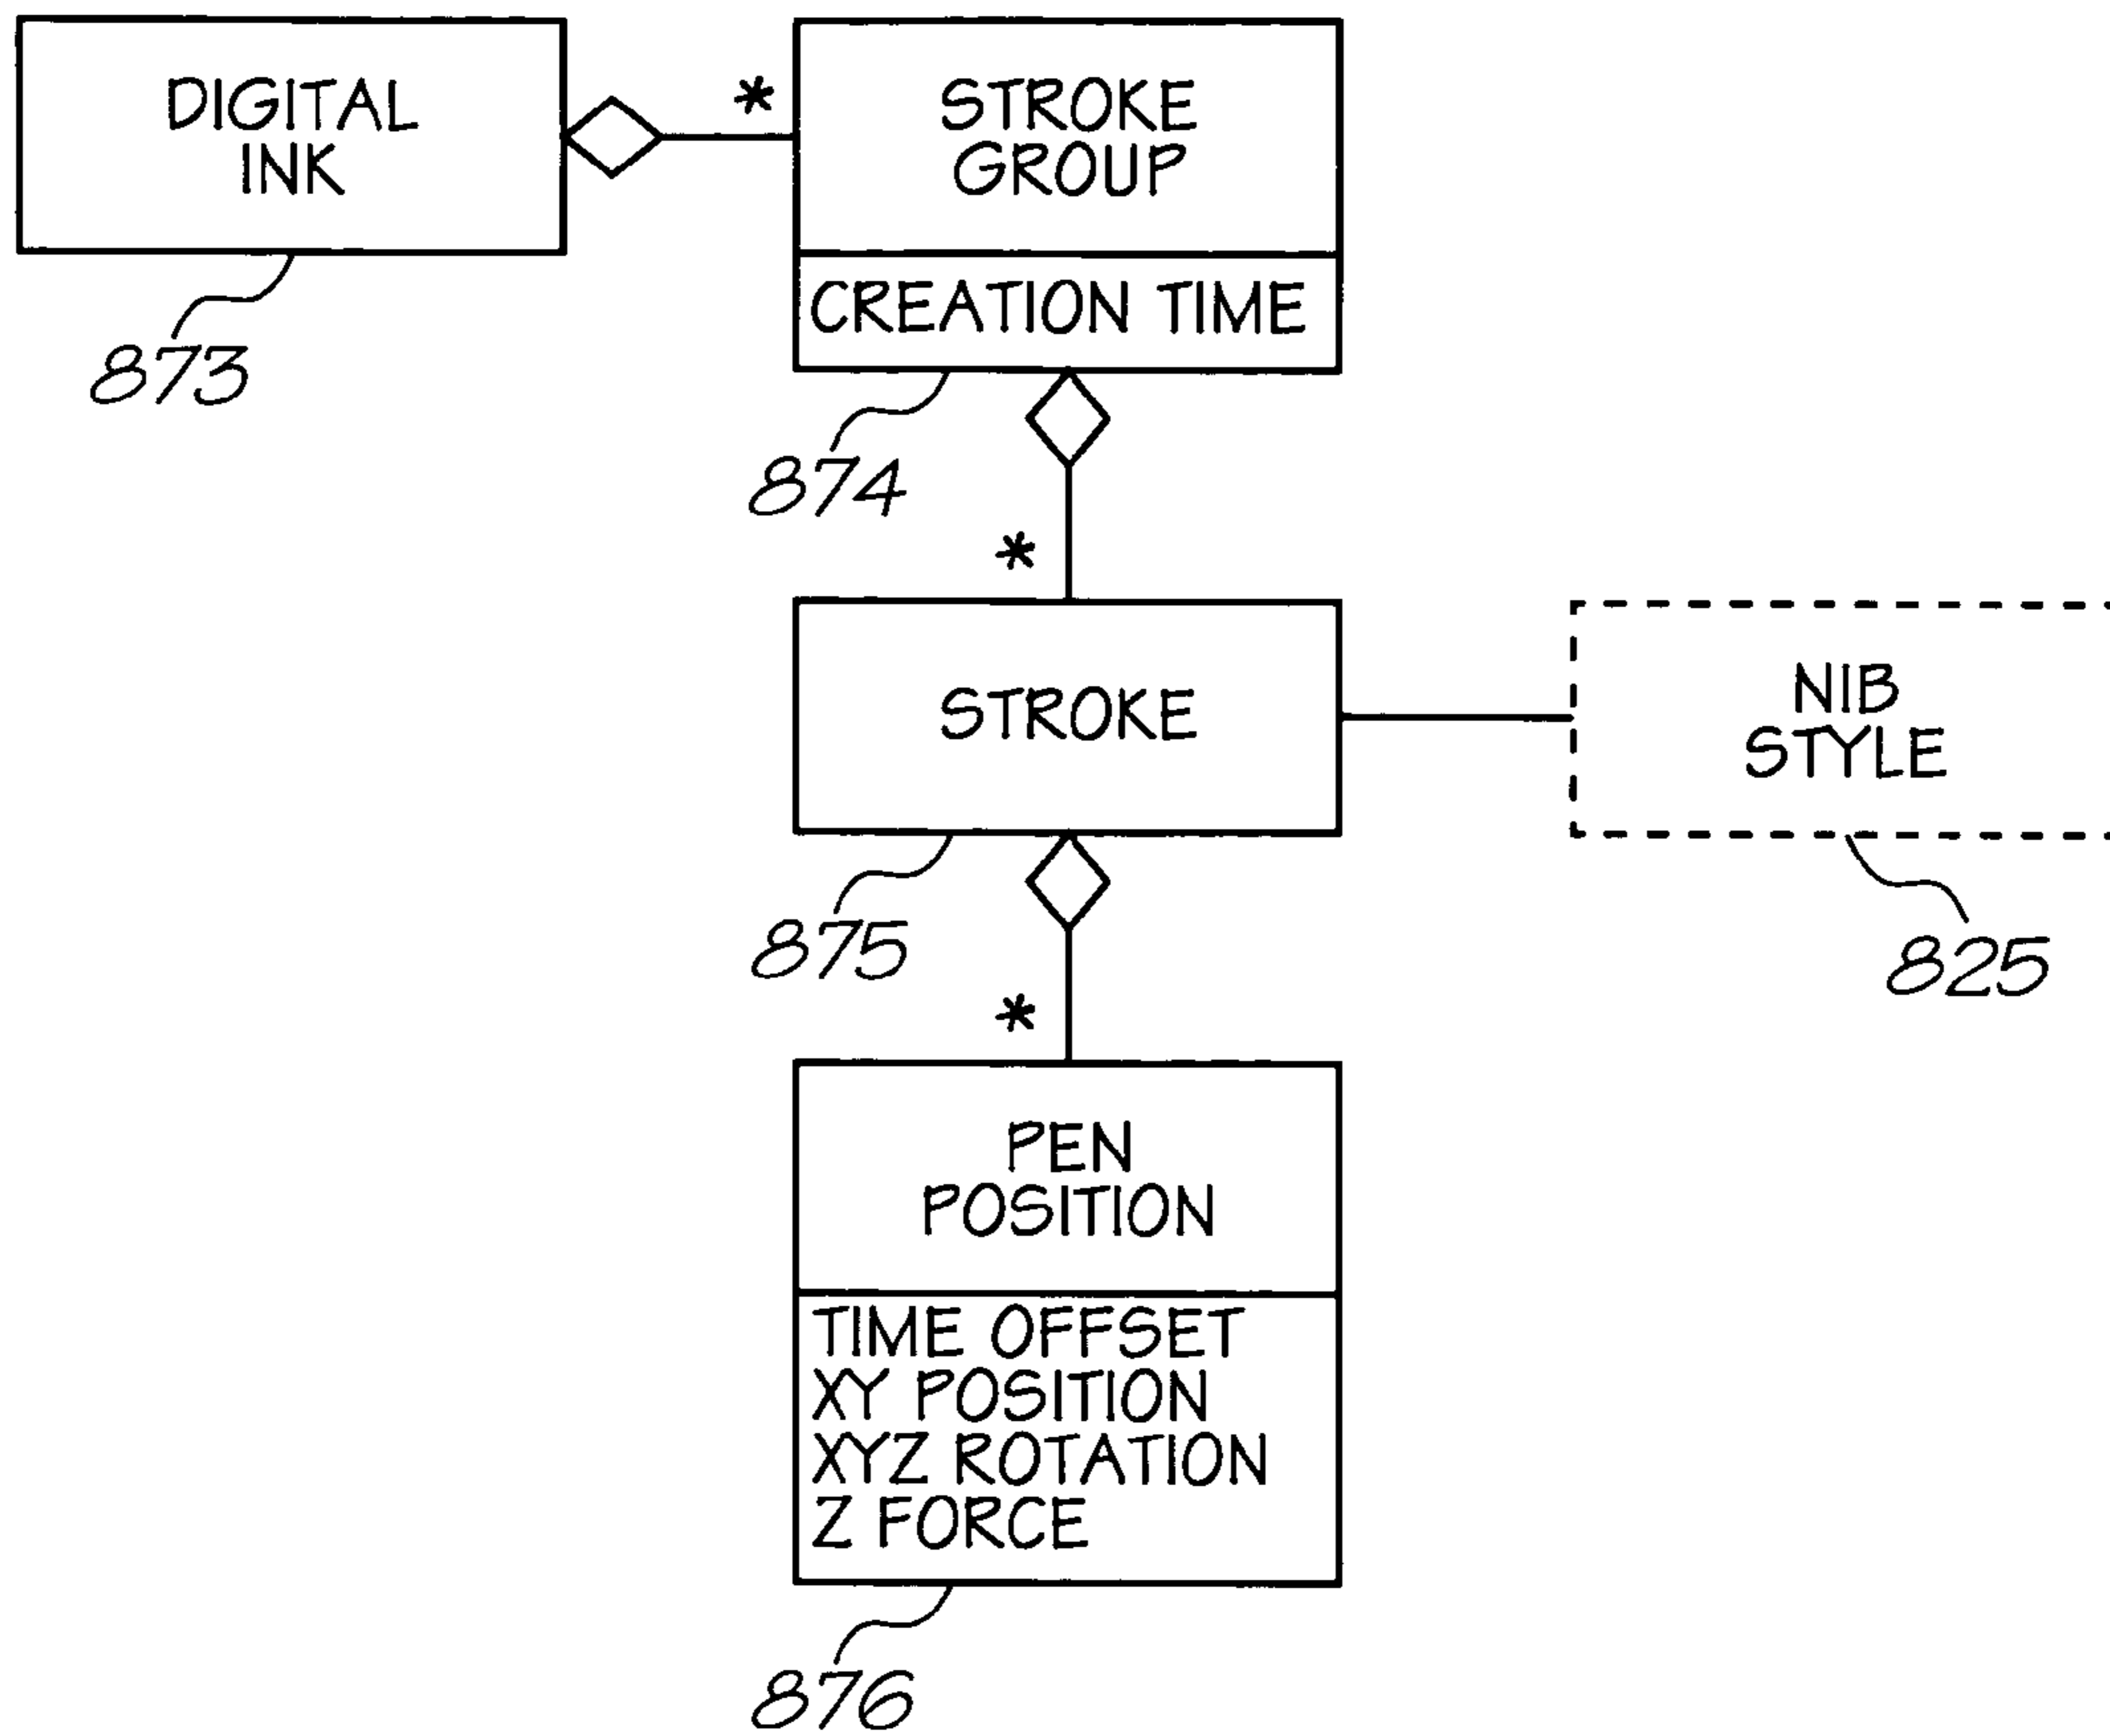 DIGITAL
INK
873
*
STROKE
GROUP
CREATION TIME
874
*
STROKE
875
NIB
STYLE
825
*
PEN
POSITION
TIME OFFSET
XY POSITION
XYZ ROTATION
Z FORCE
876